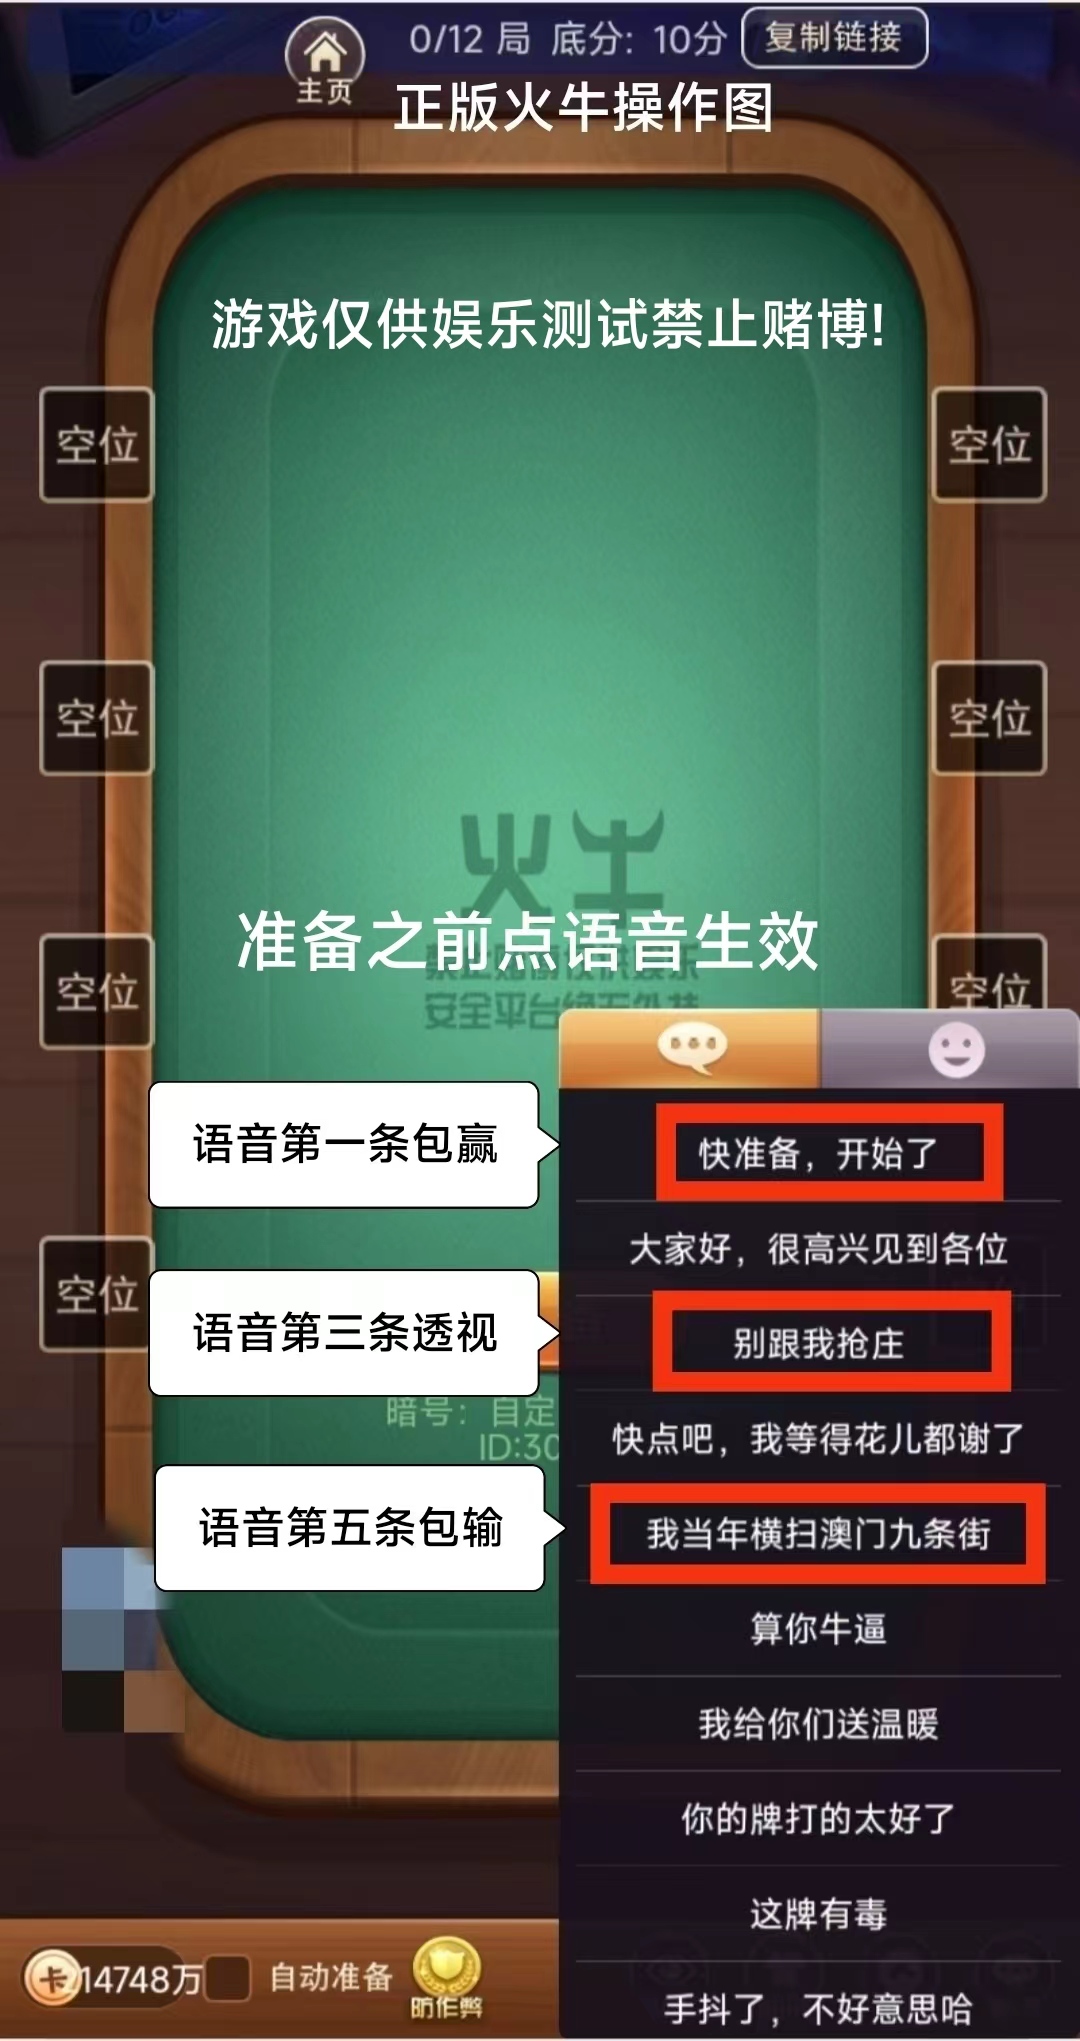 0/12 局 底分: 10分 复制链接
主页
正版火牛操作图
游戏仅供娱乐测试禁止赌博!
空位
空位
空位
空位
火牛
准备之前点语音生效
空位
空位
语音第一条包赢
快准备，开始了
大家好，很高兴见到各位
空位
语音第三条透视
别跟我抢庄
暗号：自定
ID:30
快点吧，我等得花儿都谢了
语音第五条包输
我当年横扫澳门九条街
算你牛逼
我给你们送温暖
你的牌打的太好了
这牌有毒
卡 14748万 自动准备 防作弊
手抖了，不好意思哈